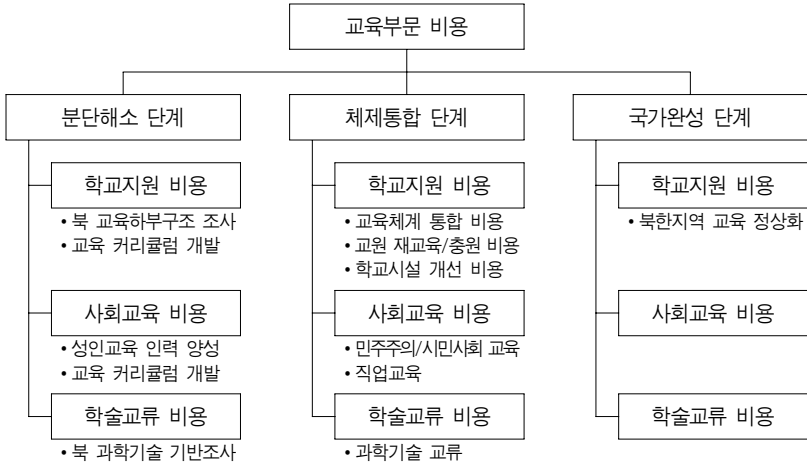 교육부문 비용
분단해소 단계
학교지원 비용
• 북 교육하부구조 조사
• 교육 커리큘럼 개발
사회교육 비용
• 성인교육 인력 양성
• 교육 커리큘럼 개발
학술교류 비용
• 북 과학기술 기반조사
체제통합 단계
학교지원 비용
• 교육체계 통합 비용
• 교원 재교육/충원 비용
• 학교시설 개선 비용
사회교육 비용
• 민주주의/시민사회 교육
• 직업교육
학술교류 비용
• 과학기술 교류
국가완성 단계
학교지원 비용
• 북한지역 교육 정상화
사회교육 비용
학술교류 비용